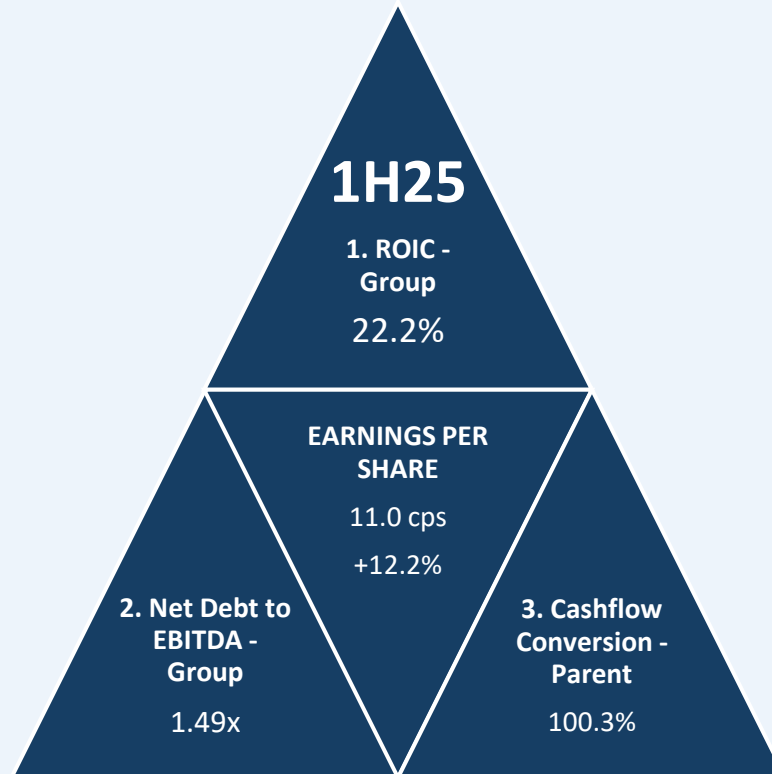 1H25
1. ROIC -
Group
22.2%
EARNINGS PER
SHARE
11.0 cps
+12.2%
2. Net Debt to
EBITDA -
Group
1.49x
3. Cashflow
Conversion -
Parent
100.3%